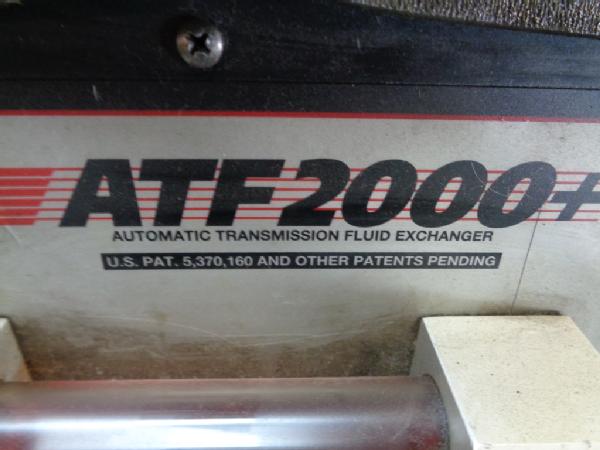 ATF2000+
AUTOMATIC TRANSMISSION FLUID EXCHANGER
U.S. PAT. 5,370,160 AND OTHER PATENTS PENDING